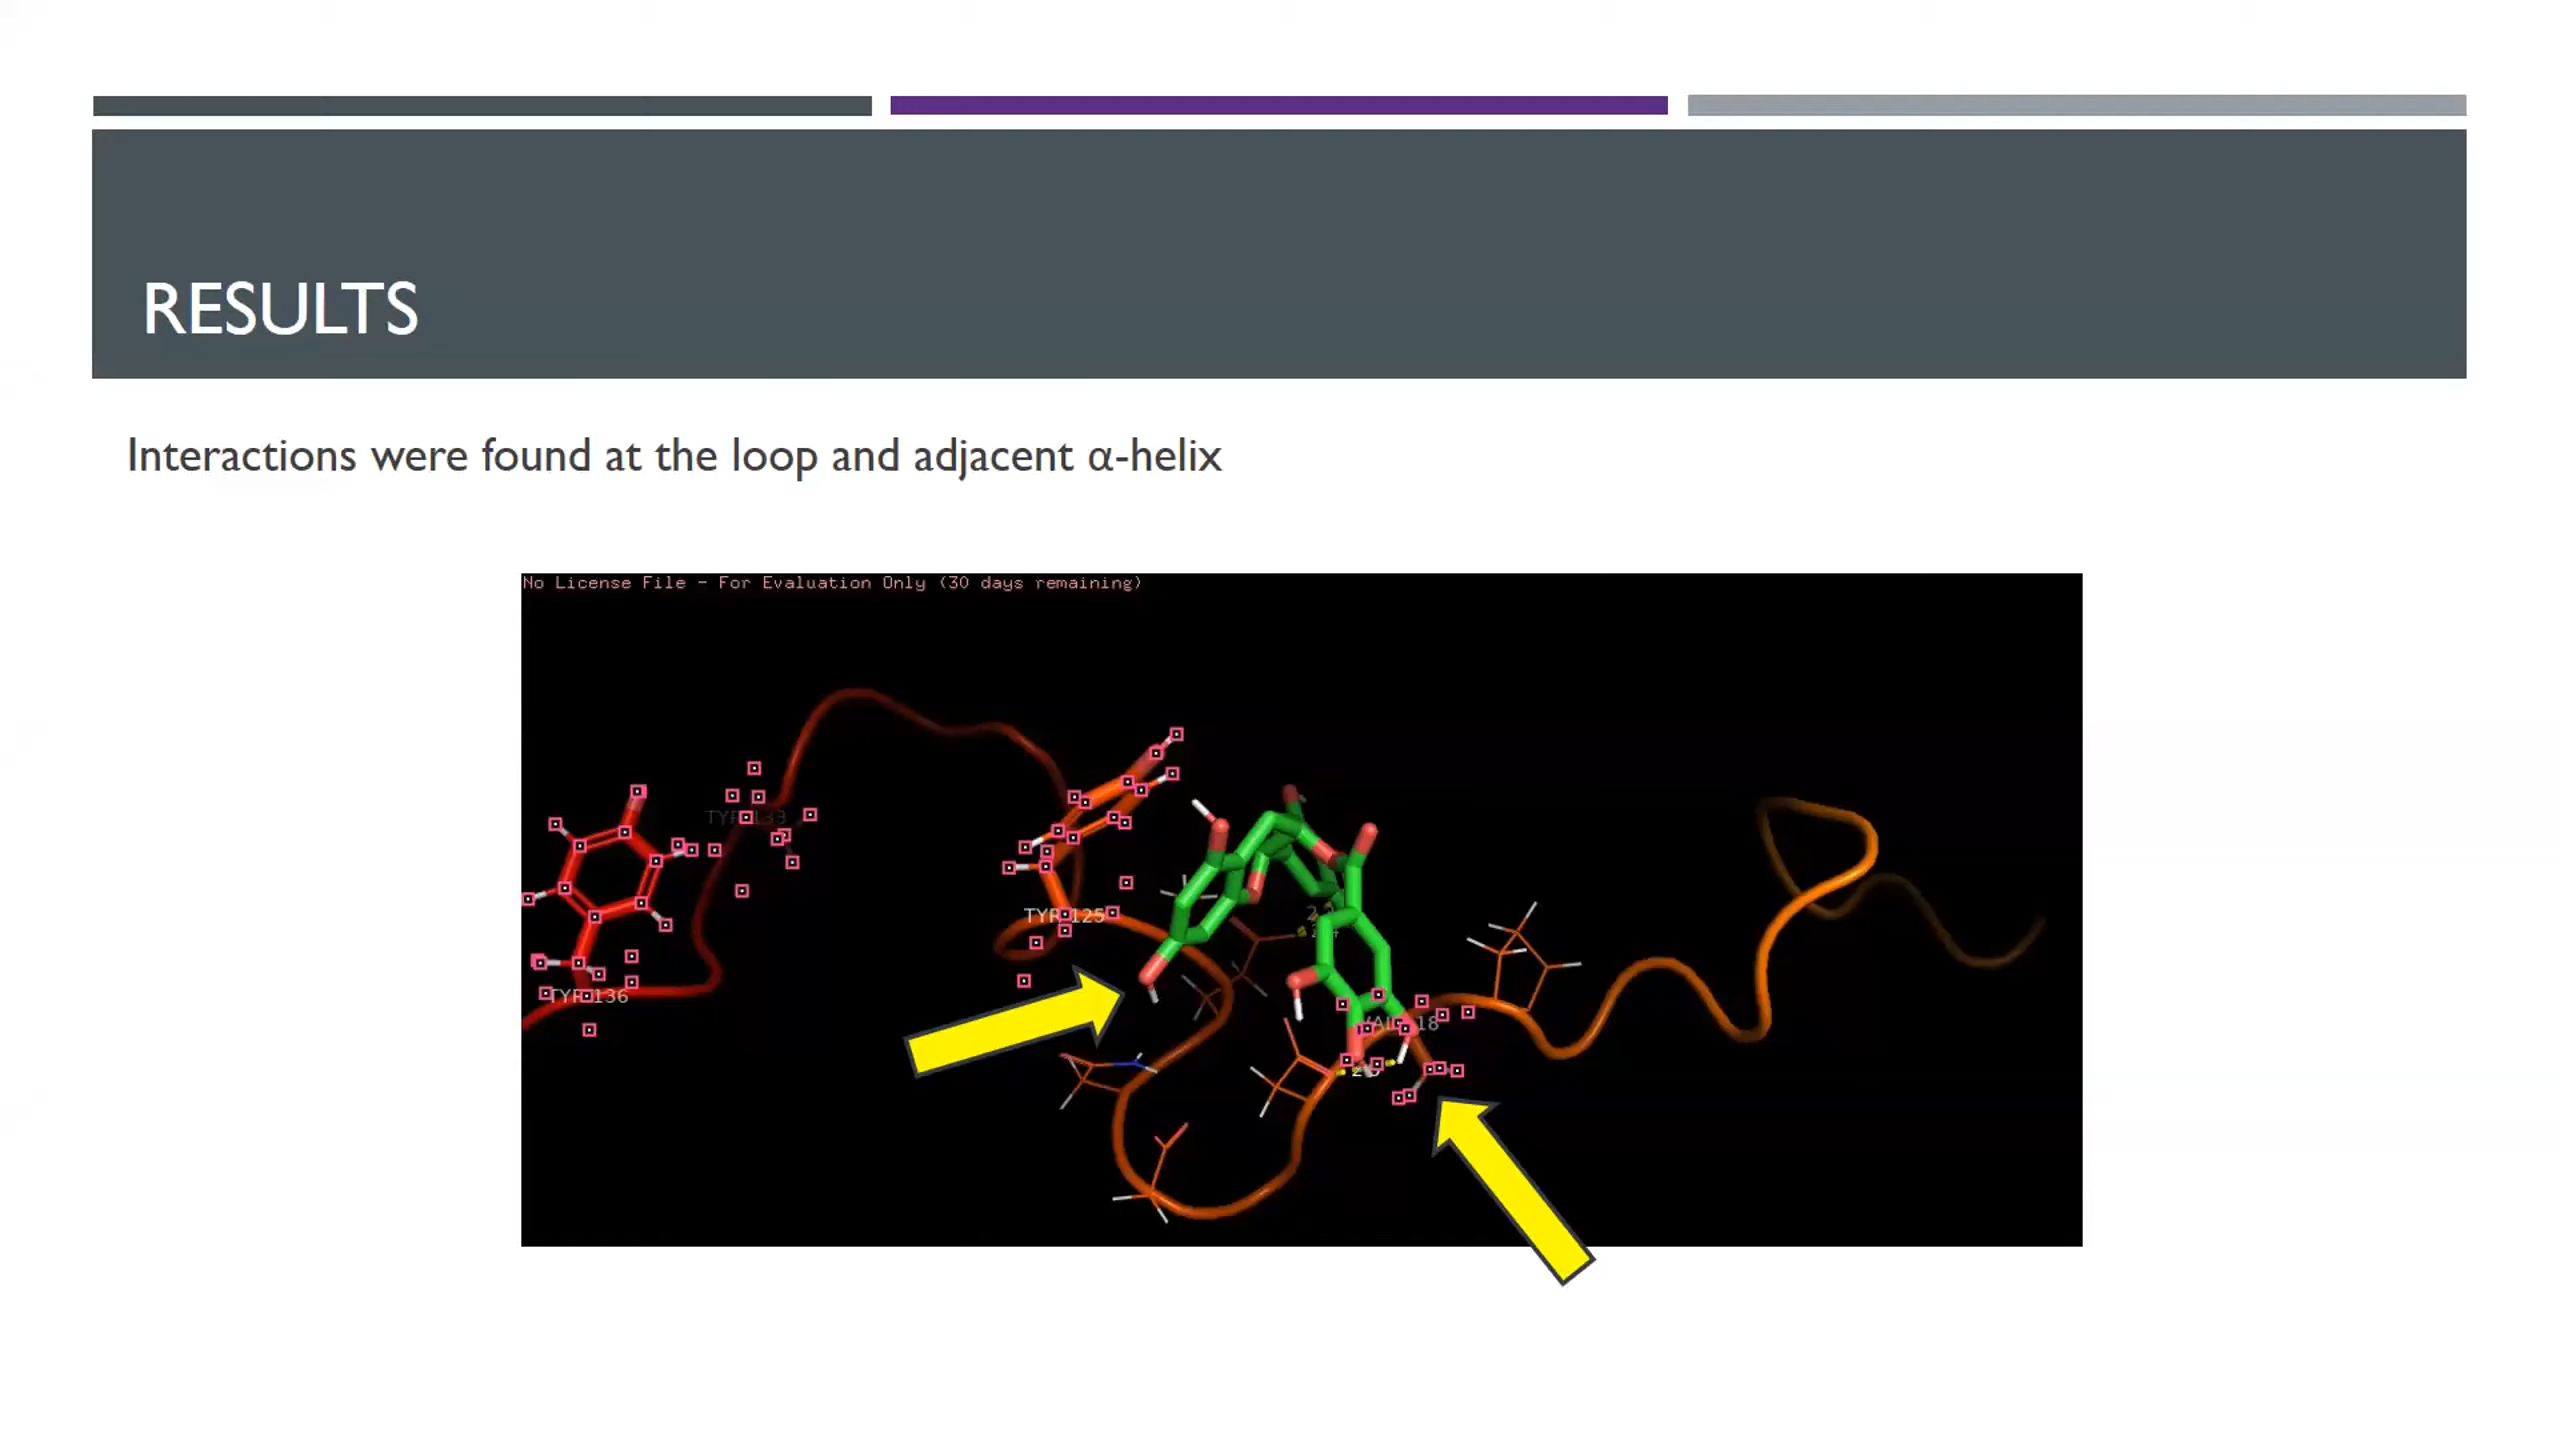 RESULTS
Interactions were found at the loop and adjacent α-helix
No License File - For Evaluation Only (30 days remaining)
TYR 133
TYR 125
TYR 136